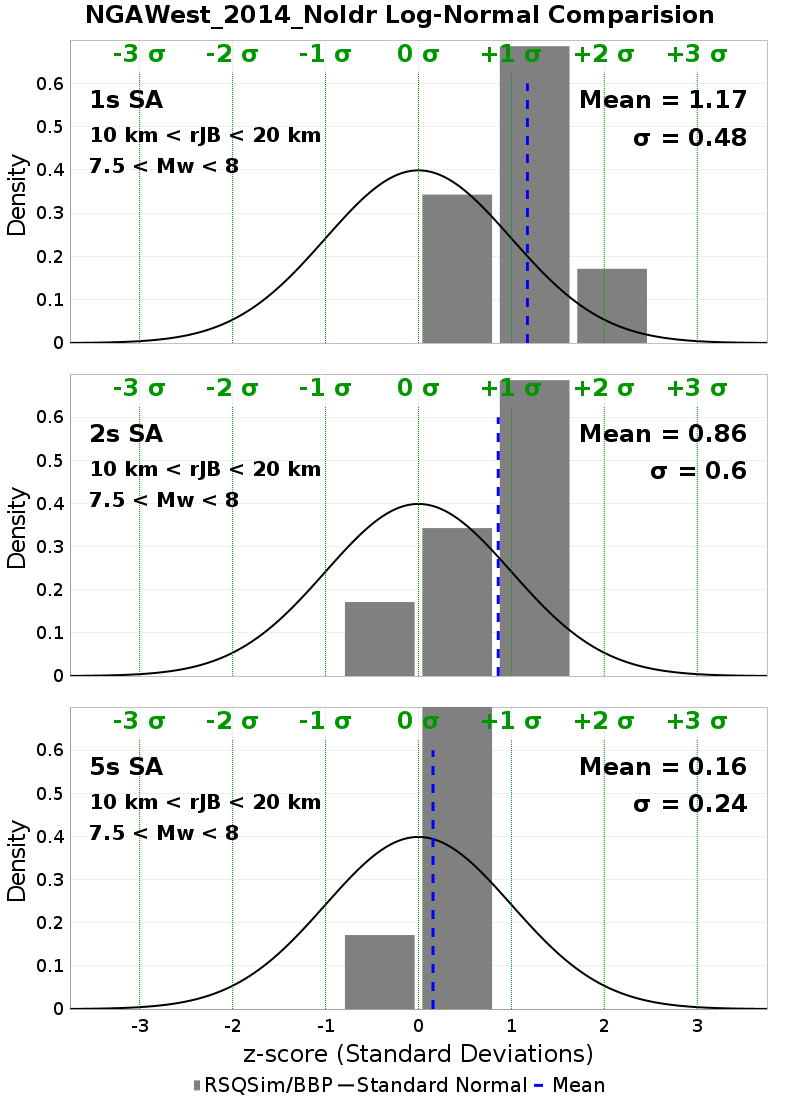 NGAWest_2014_NoIdr Log-Normal Comparision
-3 σ -2 σ -1 σ 0 σ +1 σ +2 σ +3 σ
1s SA
Mean = 1.17
10 km < rJB < 20 km
σ = 0.48
7.5 < Mw < 8
0.6
0.5
0.4
0.3
0.2
0.1
0
Density
-3 σ -2 σ -1 σ 0 σ +1 σ +2 σ +3 σ
2s SA
Mean = 0.86
10 km < rJB < 20 km
σ = 0.6
7.5 < Mw < 8
0.6
0.5
0.4
0.3
0.2
0.1
0
Density
-3 σ -2 σ -1 σ 0 σ +1 σ +2 σ +3 σ
5s SA
Mean = 0.16
10 km < rJB < 20 km
σ = 0.24
7.5 < Mw < 8
0.6
0.5
0.4
0.3
0.2
0.1
0
Density
-3 -2 -1 0 1 2 3
z-score (Standard Deviations)
RSQSim/BBP Standard Normal Mean